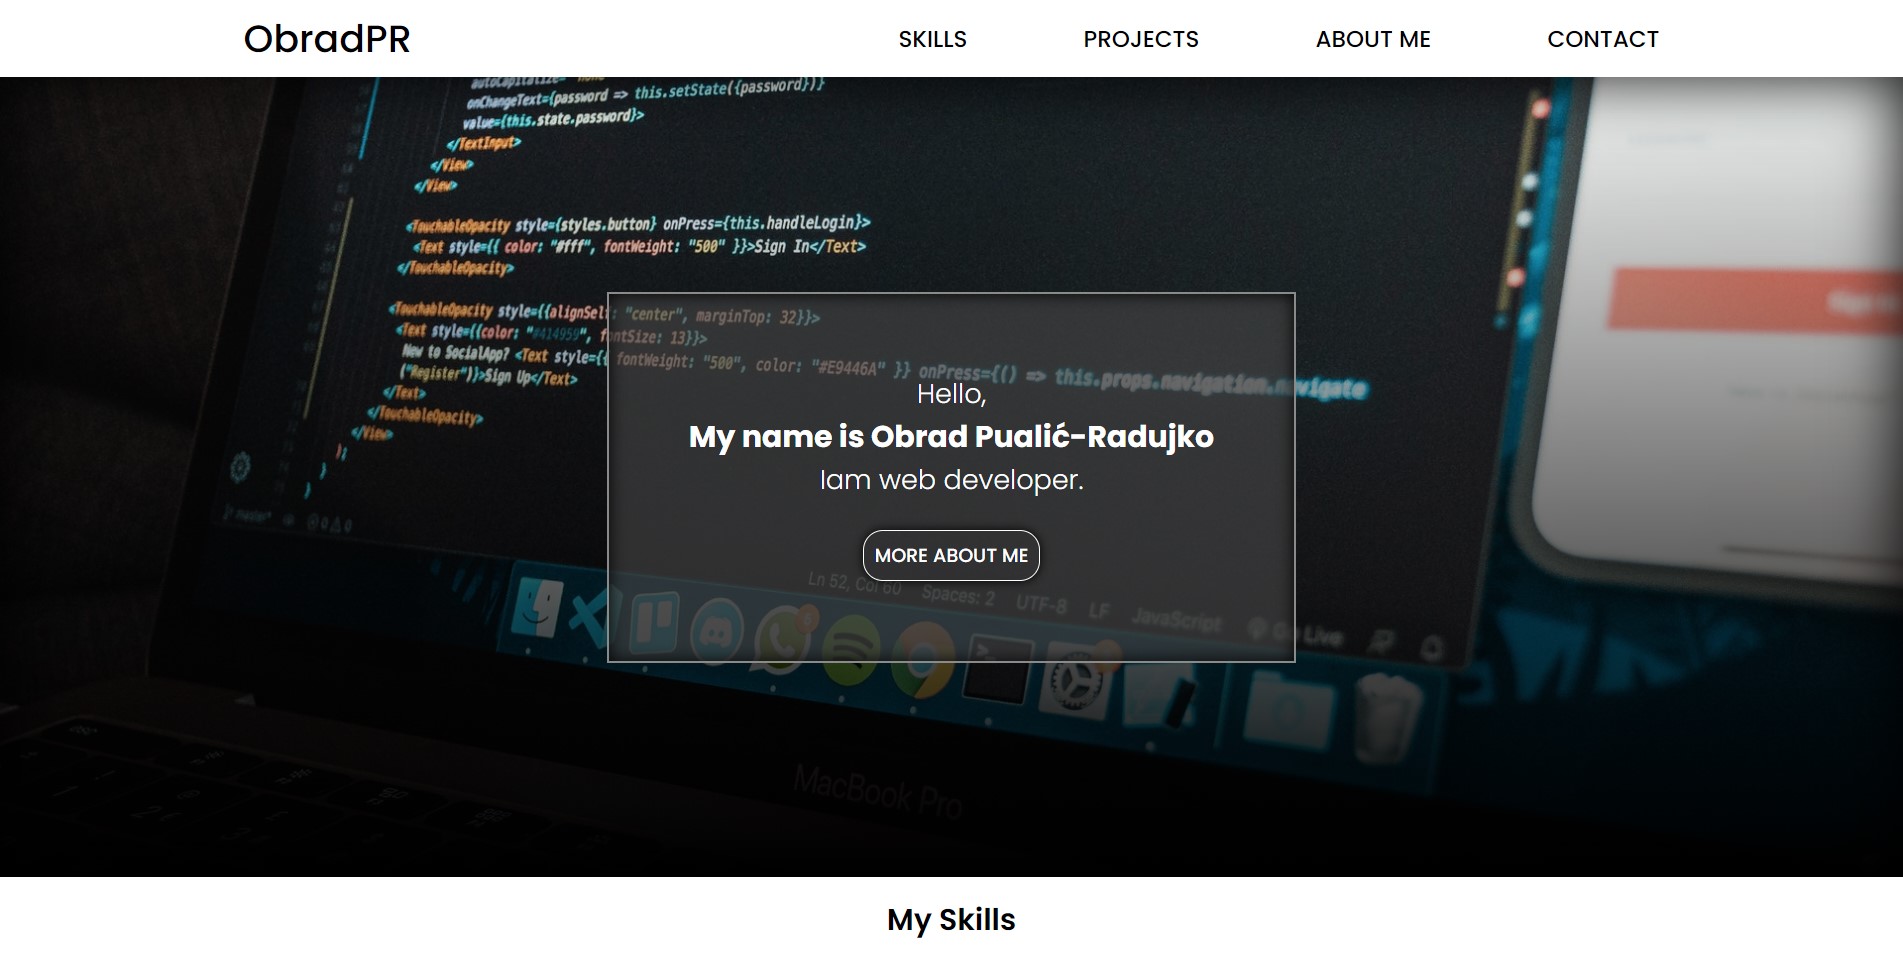 ObradPR
SKILLS
PROJECTS
ABOUT ME
CONTACT
onChangeText={password => this.setState({password})}
value={this.state.password}>
</TextInput>
</View>
</View>
<TouchableOpacity style={styles.button} onPress={this.handleLogin}>
<Text style={{ color: "#fff", fontWeight: "500" }}>Sign In</Text>
</TouchableOpacity>
<TouchableOpacity style={{alignSelf: "center", marginTop: 32}}>
<Text style={{color: "#414959", fontSize: 13}}>
New to SocialApp? <Text style={{ fontWeight: "500", color: "#E9446A" }} onPress={() => this.props.navigation.navigate
("Register")}>Sign Up</Text>
</Text>
</TouchableOpacity>
</View>
);
}
}
Hello,
My name is Obrad Pualić-Radujko
Iam web developer.
MORE ABOUT ME
Ln 52, Col 60 Spaces: 2 UTF-8 LF JavaScript Go Live
MacBook Pro
My Skills